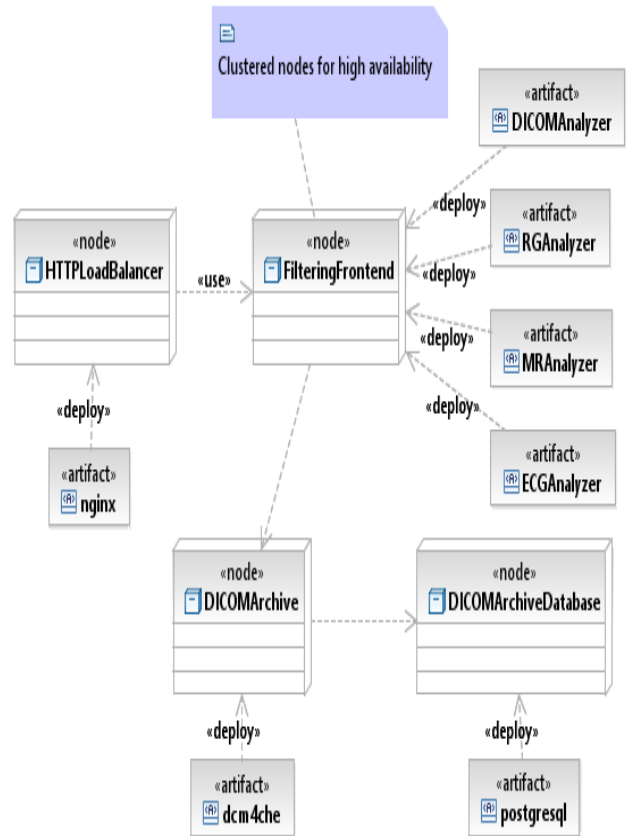 Clustered nodes for high availability
«artifact»
DICOMAnalyzer
«deploy»
«artifact»
RGAnalyzer
«node»
HTTPLoadBalancer
«use»
«node»
FilteringFrontend
«deploy»
«artifact»
MRAnalyzer
«deploy»
«deploy»
«artifact»
ECGAnalyzer
«deploy»
«artifact»
nginx
«node»
DICOMArchive
«node»
DICOMArchiveDatabase
«deploy»
«deploy»
«artifact»
dcm4che
«artifact»
postgresql